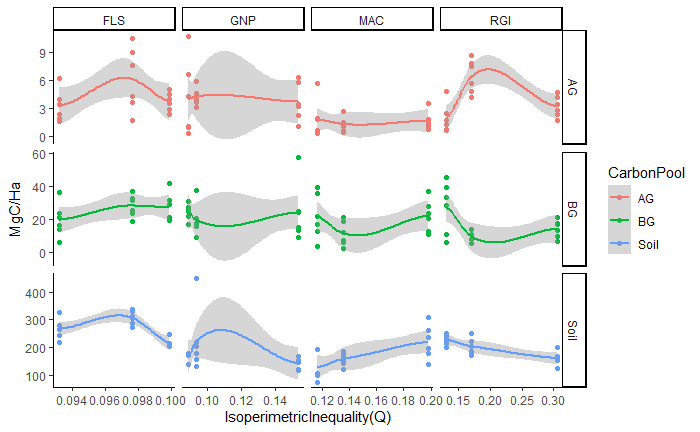 FLS GNP MAC RGI
9
6
3
0
AG
60
40
20
0
BG
400
300
200
100
Soil
0.094 0.096 0.098 0.100 0.10 0.12 0.14 0.12 0.14 0.16 0.18 0.20 0.15 0.20 0.25 0.30
IsoperimetricInequality(Q)
MgC/Ha
CarbonPool
AG
BG
Soil